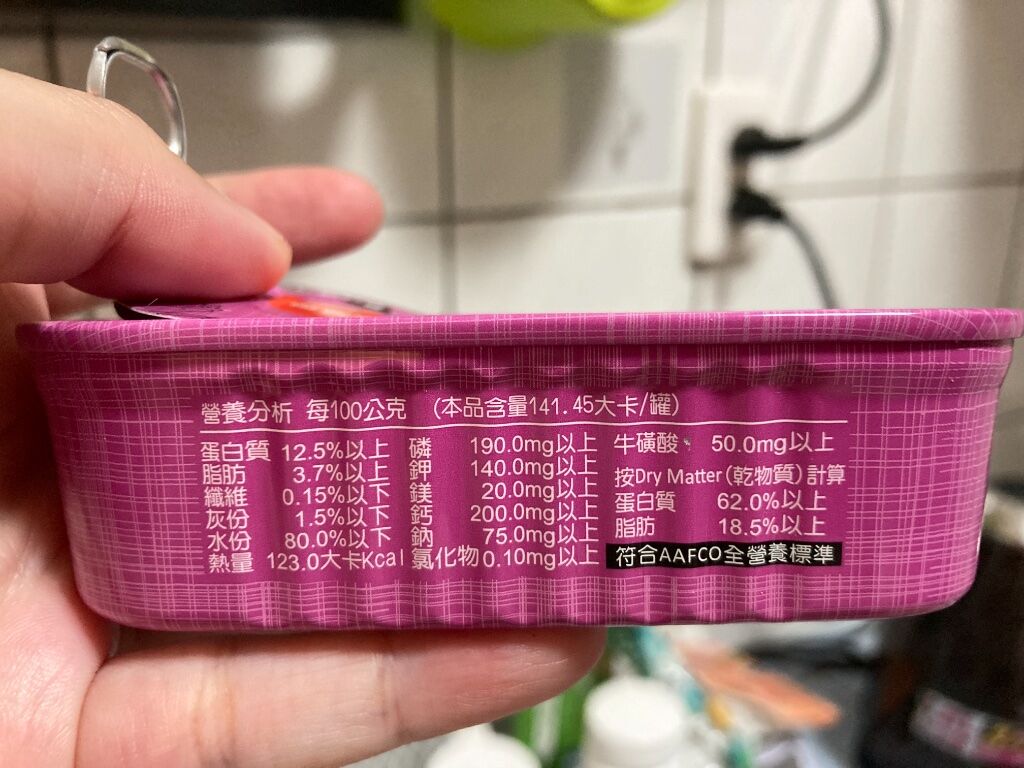 營養分析 每100公克 (本品含量141.45大卡/罐)
蛋白質 12.5%以上 磷 190.0mg以上 牛磺酸 50.0mg以上
脂肪 3.7%以上 鉀 140.0mg以上 按Dry Matter(乾物質)計算
纖維 0.15%以下 鎂 20.0mg以上 蛋白質 62.0%以上
灰份 1.5%以下 鈣 200.0mg以上 脂肪 18.5%以上
水份 80.0%以下 鈉 75.0mg以上 符合AAFCO全營養標準
熱量 123.0大卡Kcal 氯化物0.10mg以上